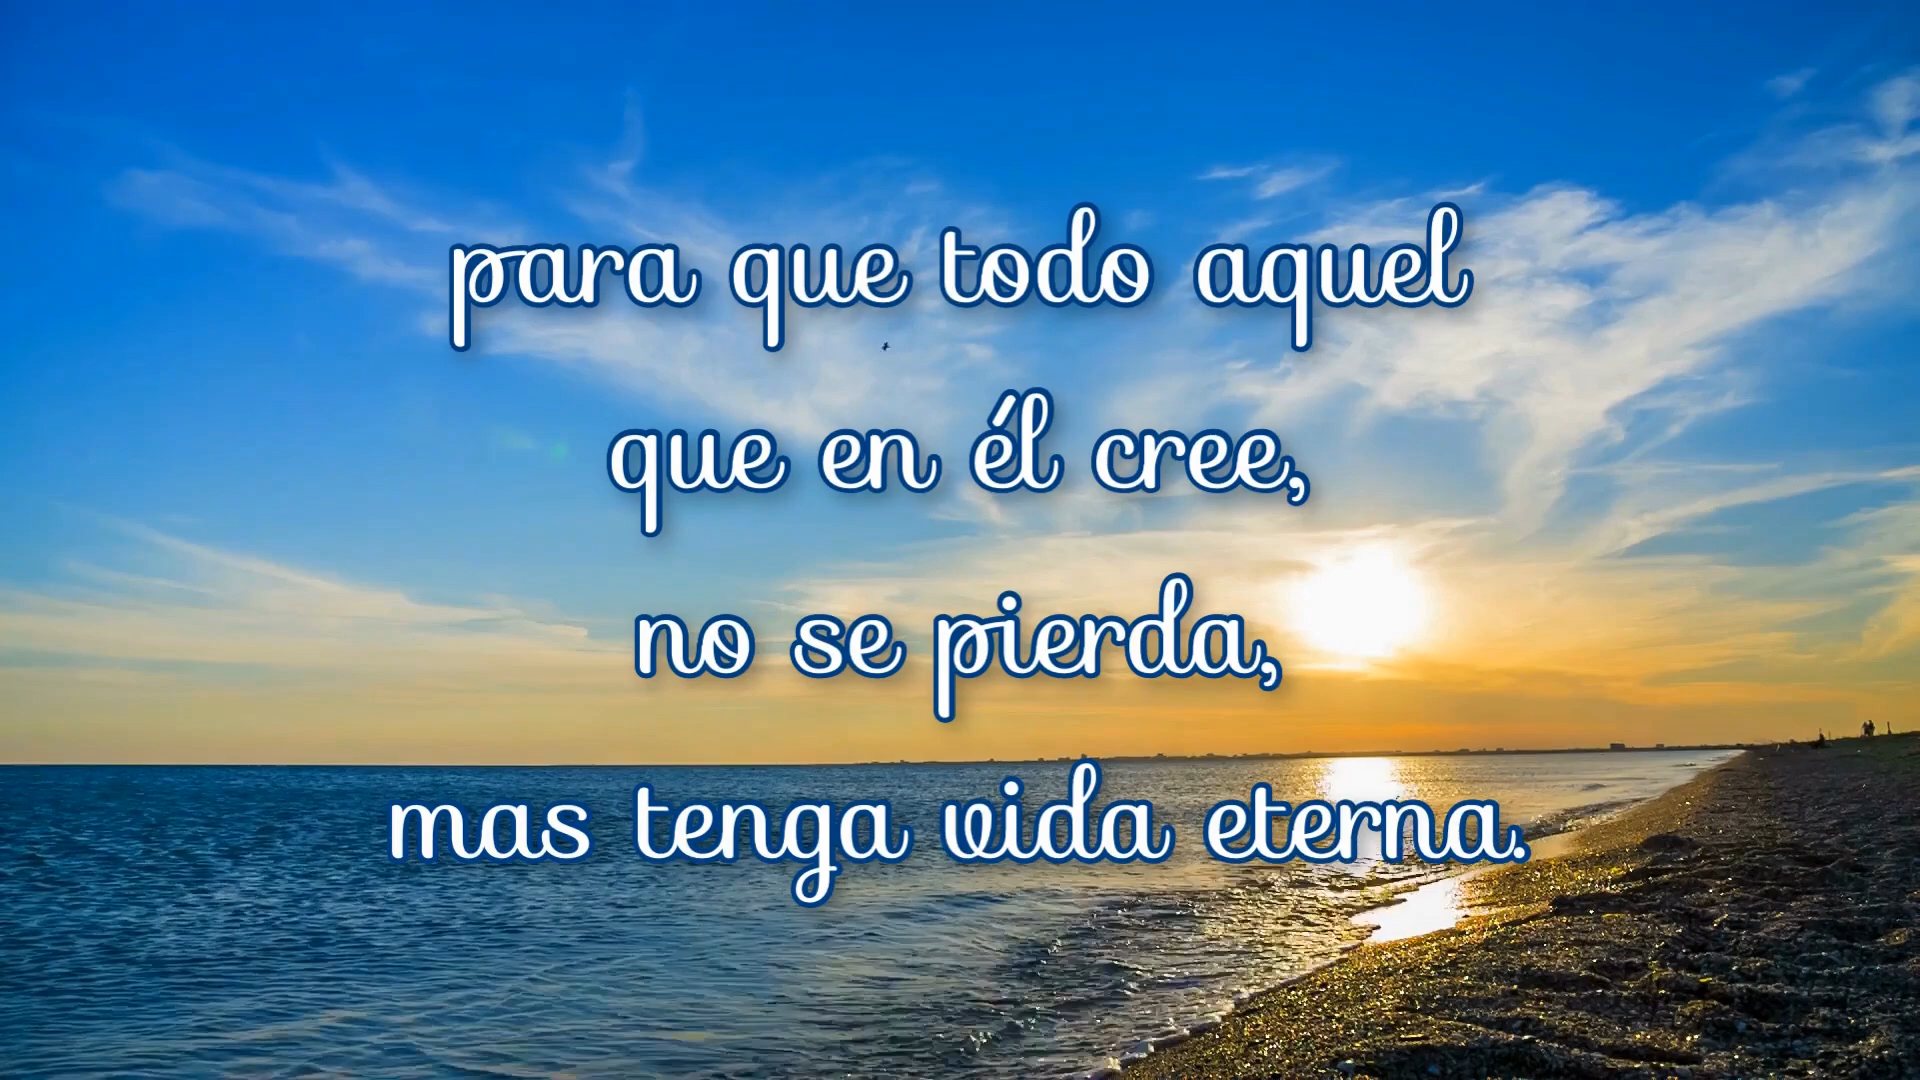 para que todo aquel
que en él cree,
no se pierda,
mas tenga vida eterna.